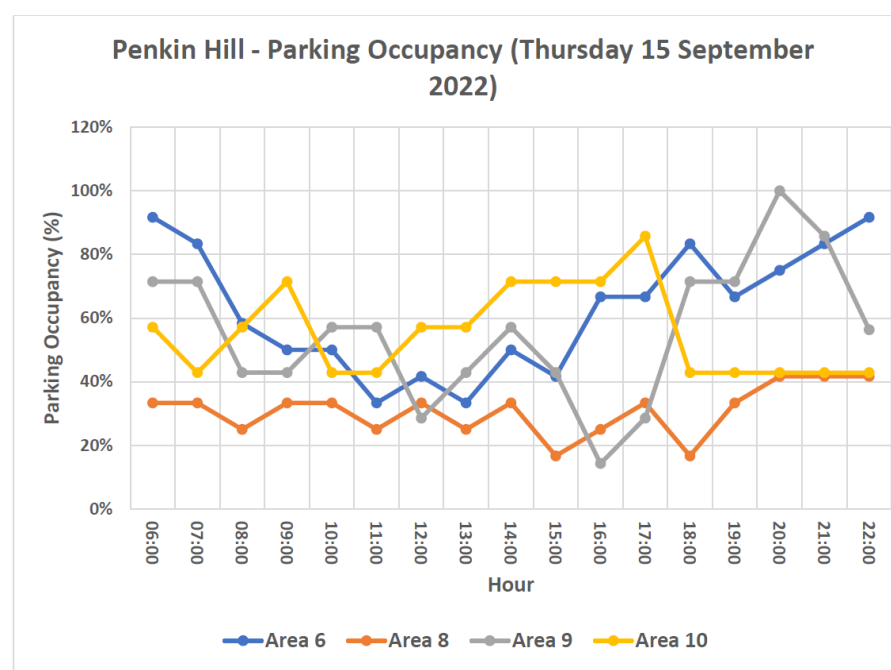 Penkin Hill - Parking Occupancy (Thursday 15 September
2022)
120%
100%
80%
60%
40%
20%
0%
Parking Occupancy (%)
06:00 07:00 08:00 09:00 10:00 11:00 12:00 13:00 14:00 15:00 16:00 17:00 18:00 19:00 20:00 21:00 22:00
Hour
Area 6 Area 8 Area 9 Area 10